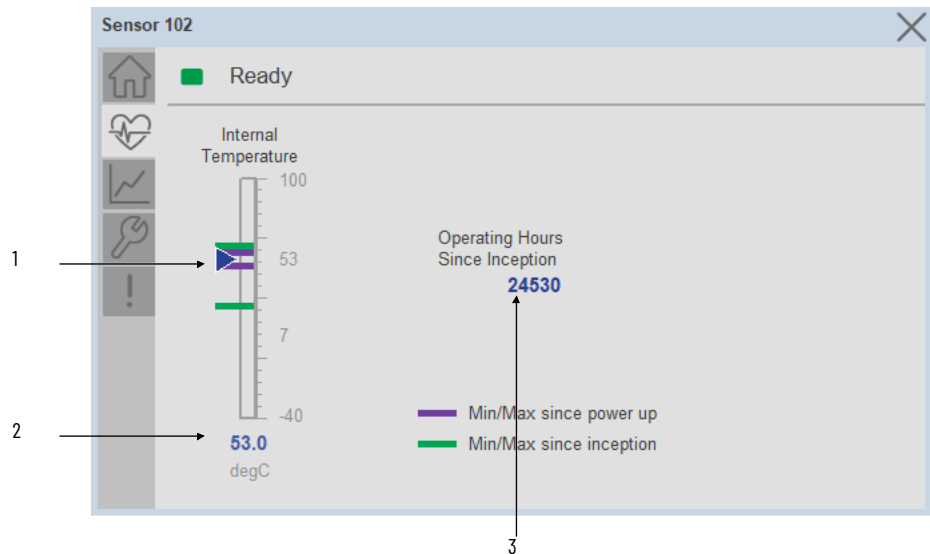 Sensor 102
Ready
Internal
Temperature
100
53
7
-40
53.0
degC
Operating Hours
Since Inception
24530
Min/Max since power up
Min/Max since inception
1
2
3